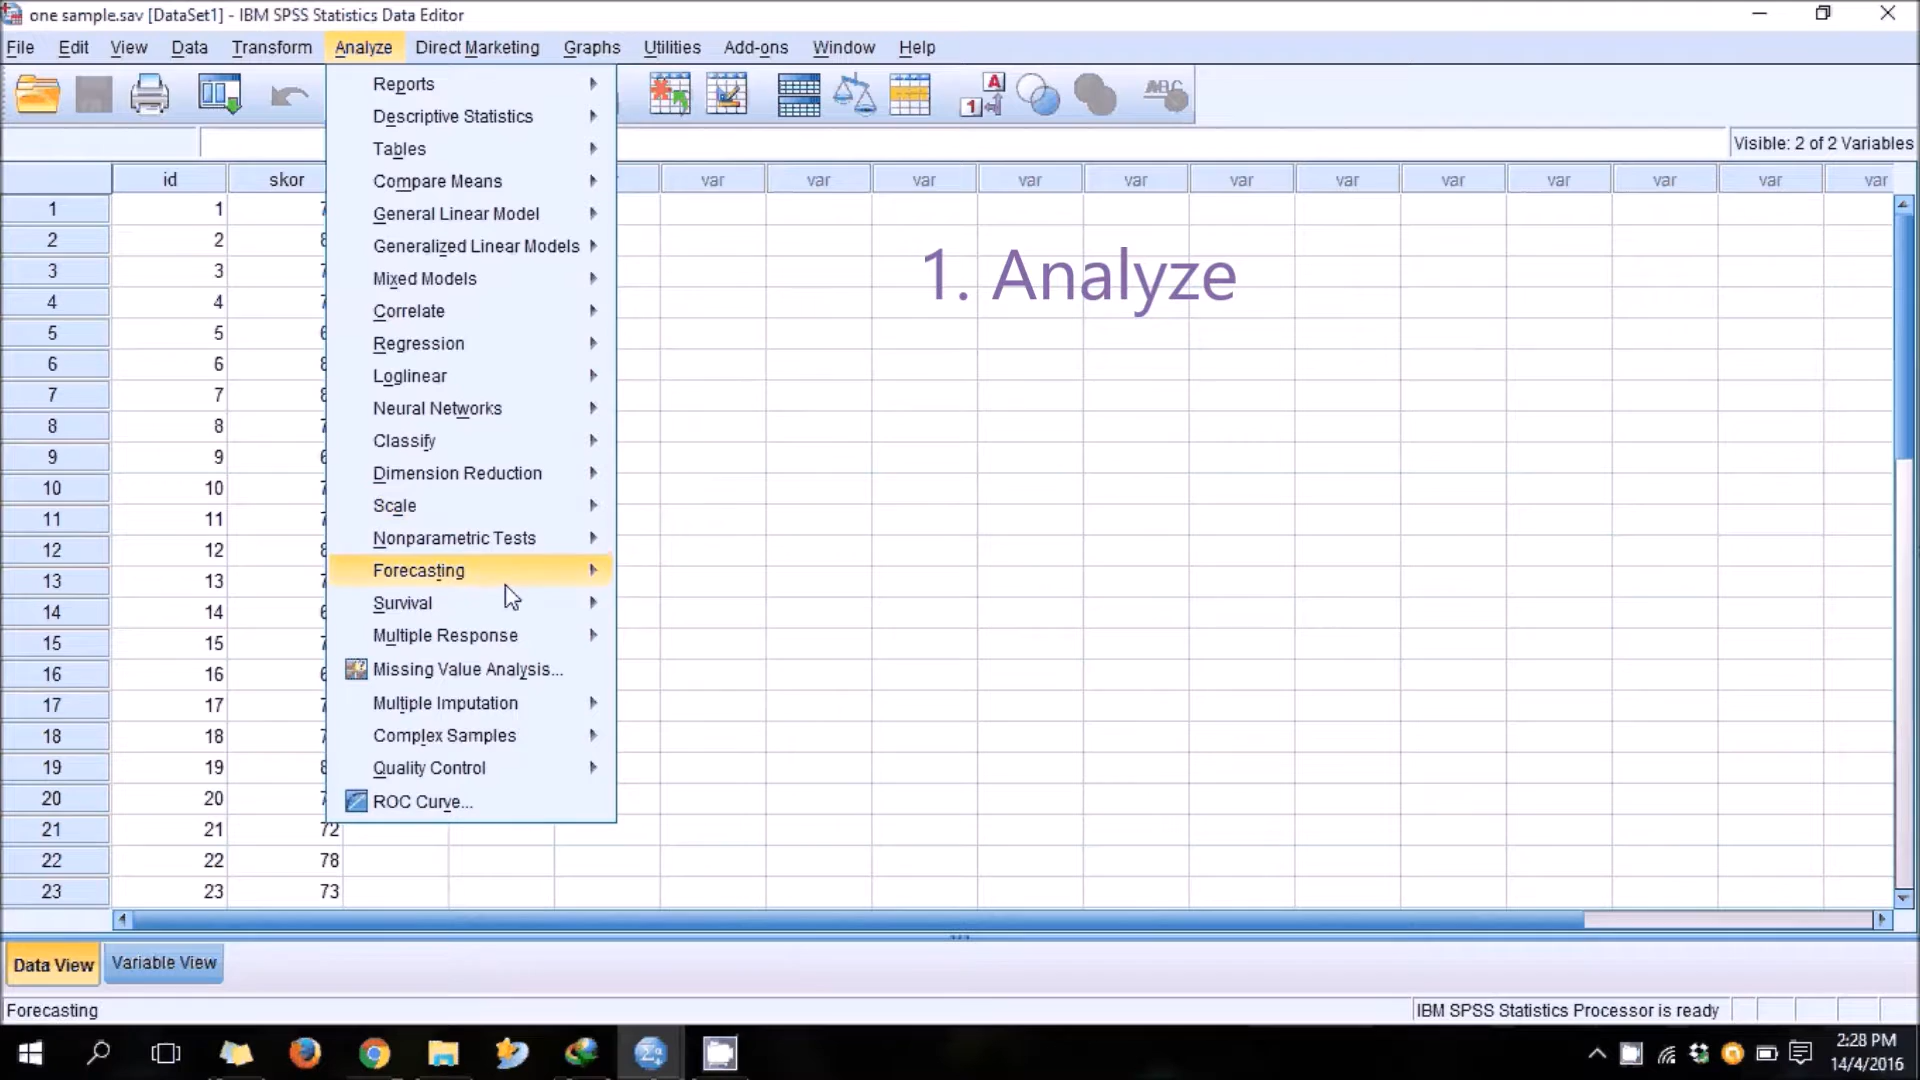 one sample.sav [DataSet1] - IBM SPSS Statistics Data Editor
File Edit View Data Transform Analyze Direct Marketing Graphs Utilities Add-ons Window Help
Visible: 2 of 2 Variables
id skor var var var var var var var var var var var var
Reports
Descriptive Statistics
Tables
Compare Means
General Linear Model
Generalized Linear Models
Mixed Models
Correlate
Regression
Loglinear
Neural Networks
Classify
Dimension Reduction
Scale
Nonparametric Tests
Forecasting
Survival
Multiple Response
Missing Value Analysis...
Multiple Imputation
Complex Samples
Quality Control
ROC Curve...
1. Analyze
1 1
2 2
3 3
4 4
5 5
6 6
7 7
8 8
9 9
10 10
11 11
12 12
13 13
14 14
15 15
16 16
17 17
18 18
19 19
20 20
21 21 72
22 22 78
23 23 73
Data View Variable View
Forecasting
IBM SPSS Statistics Processor is ready
2:28 PM
14/4/2016